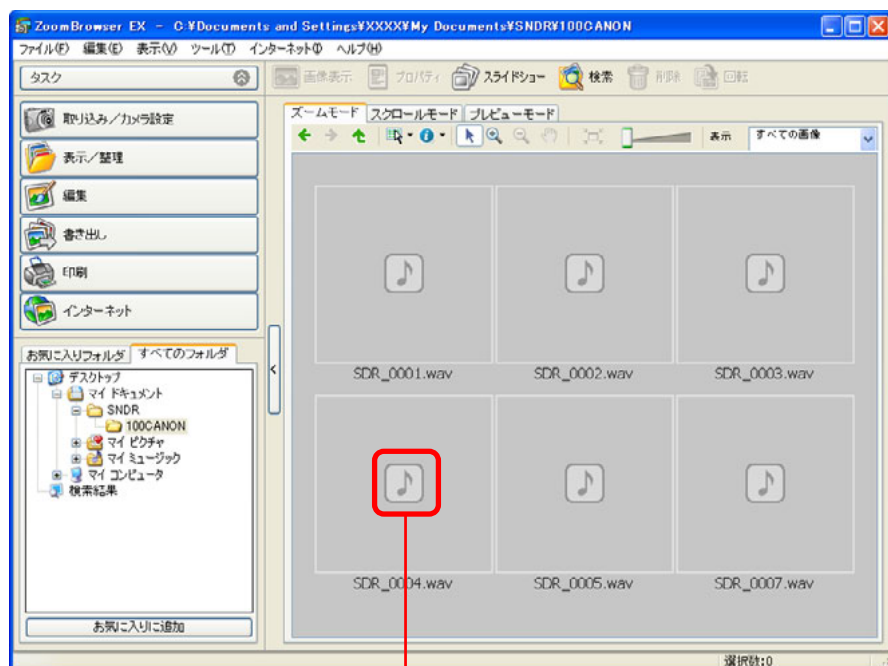 ZoomBrowser EX - C:¥Documents and Settings¥XXXX¥My Documents¥SNDR¥100CANON
ファイル(F) 編集(E) 表示(V) ツール(T) インターネット(I) ヘルプ(H)
タスク
画像表示 プロパティ スライドショー 検索 削除 回転
取り込み/カメラ設定
表示/整理
編集
書き出し
印刷
インターネット
ズームモード スクロールモード プレビューモード
表示 すべての画像
SDR_0001.wav SDR_0002.wav SDR_0003.wav
SDR_0004.wav SDR_0005.wav SDR_0007.wav
お気に入りフォルダ すべてのフォルダ
デスクトップ
マイ ドキュメント
SNDR
100CANON
マイ ピクチャ
マイ ミュージック
マイ コンピュータ
検索結果
お気に入りに追加
選択数:0